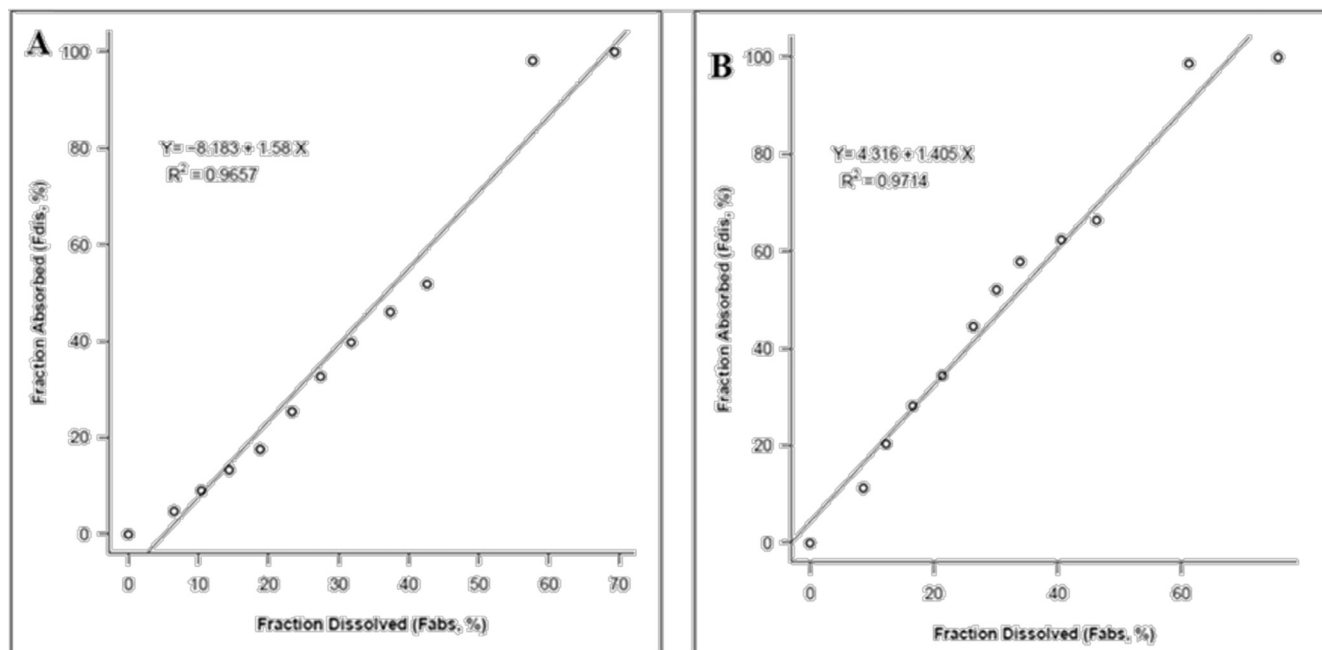 A
100
80
60
40
20
0
Y= −8.183 + 1.58 X
R² = 0.9657
Fraction Absorbed (Fdis, %)
0 10 20 30 40 50 60 70
Fraction Dissolved (Fabs, %)
B
100
80
60
40
20
0
Y= 4.316 + 1.405 X
R² = 0.9714
Fraction Absorbed (Fdis, %)
0 20 40 60
Fraction Dissolved (Fabs, %)